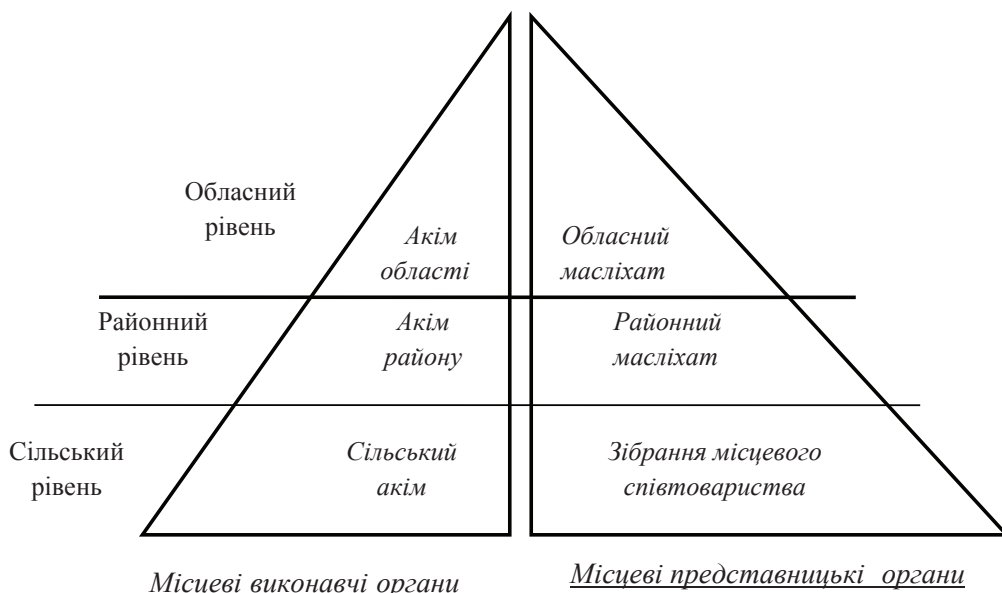 Обласний
рівень
Акім
області
Обласний
масліхат
Районний
рівень
Акім
району
Районний
масліхат
Сільський
рівень
Сільський
акім
Зібрання місцевого
співтовариства
Місцеві виконавчі органи
Місцеві представницькі органи